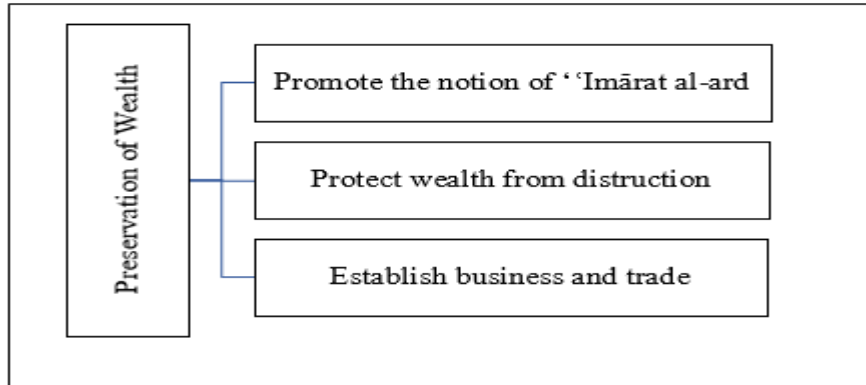 Preservation of Wealth
Promote the notion of ‘ ‘Imārat al-ard
Protect wealth from distruction
Establish business and trade